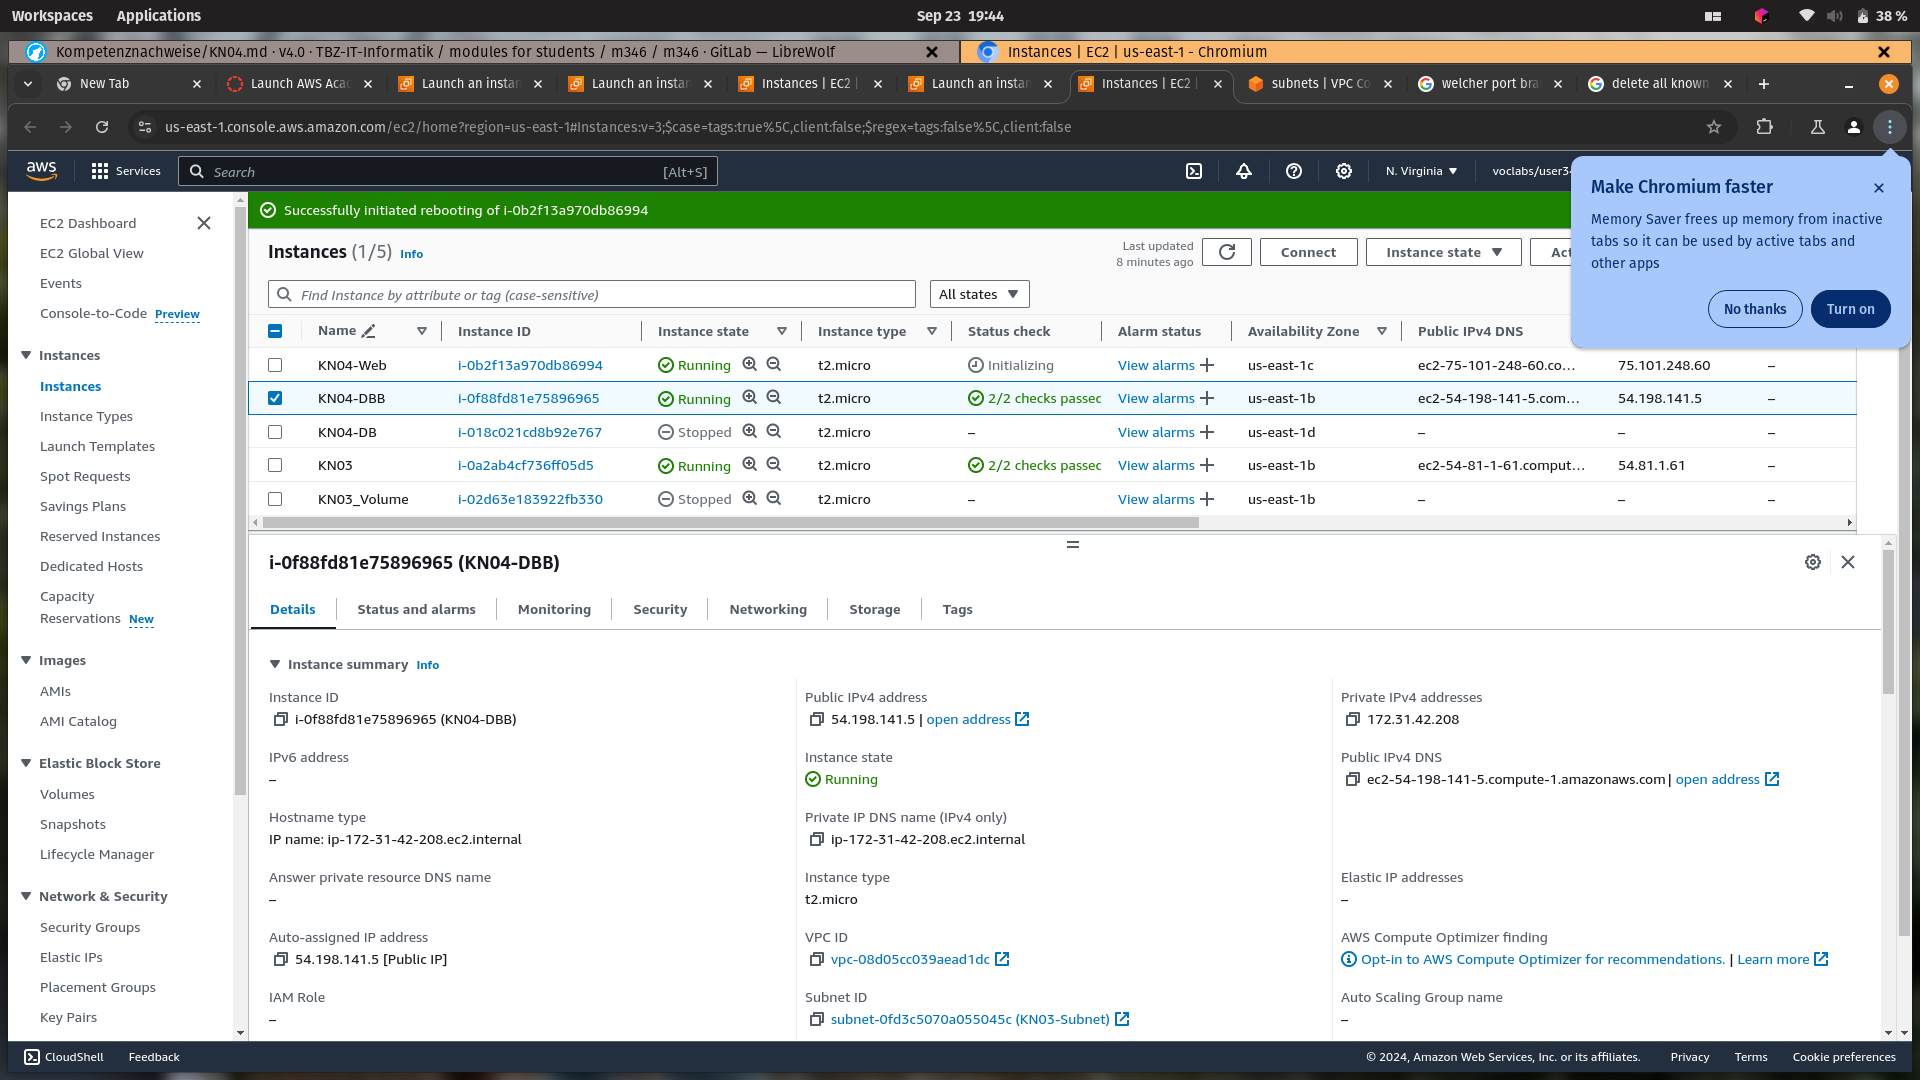 Workspaces Applications Sep 23 19:44 38 %
Kompetenznachweise/KN04.md · v4.0 · TBZ-IT-Informatik / modules for students / m346 / m346 · GitLab — LibreWolf
Instances | EC2 | us-east-1 - Chromium
New Tab
Launch AWS Aca
Launch an instan
Launch an instan
Instances | EC2 |
Launch an instan
Instances | EC2 |
subnets | VPC Co
welcher port bra
delete all known
us-east-1.console.aws.amazon.com/ec2/home?region=us-east-1#Instances:v=3;$case=tags:true%5C,client:false;$regex=tags:false%5C,client:false
aws
Services
Search [Alt+S]
N. Virginia
voclabs/user3
Make Chromium faster
Memory Saver frees up memory from inactive
tabs so it can be used by active tabs and
other apps
No thanks
Turn on
EC2 Dashboard
EC2 Global View
Events
Console-to-Code Preview
Instances
Instances
Instance Types
Launch Templates
Spot Requests
Savings Plans
Reserved Instances
Dedicated Hosts
Capacity
Reservations New
Images
AMIs
AMI Catalog
Elastic Block Store
Volumes
Snapshots
Lifecycle Manager
Network & Security
Security Groups
Elastic IPs
Placement Groups
Key Pairs
Successfully initiated rebooting of i-0b2f13a970db86994
Instances (1/5) Info
Last updated
8 minutes ago
Connect
Instance state
Act
Find Instance by attribute or tag (case-sensitive)
All states
Name Instance ID Instance state Instance type Status check Alarm status Availability Zone Public IPv4 DNS
KN04-Web i-0b2f13a970db86994 Running t2.micro Initializing View alarms us-east-1c ec2-75-101-248-60.co... 75.101.248.60 –
KN04-DBB i-0f88fd81e75896965 Running t2.micro 2/2 checks passec View alarms us-east-1b ec2-54-198-141-5.com... 54.198.141.5 –
KN04-DB i-018c021cd8b92e767 Stopped t2.micro – View alarms us-east-1d – – –
KN03 i-0a2ab4cf736ff05d5 Running t2.micro 2/2 checks passec View alarms us-east-1b ec2-54-81-1-61.comput... 54.81.1.61 –
KN03_Volume i-02d63e183922fb330 Stopped t2.micro – View alarms us-east-1b – – –
i-0f88fd81e75896965 (KN04-DBB)
Details Status and alarms Monitoring Security Networking Storage Tags
Instance summary Info
Instance ID
i-0f88fd81e75896965 (KN04-DBB)
Public IPv4 address
54.198.141.5 | open address
Private IPv4 addresses
172.31.42.208
IPv6 address
–
Instance state
Running
Public IPv4 DNS
ec2-54-198-141-5.compute-1.amazonaws.com | open address
Hostname type
IP name: ip-172-31-42-208.ec2.internal
Private IP DNS name (IPv4 only)
ip-172-31-42-208.ec2.internal
Answer private resource DNS name
–
Instance type
t2.micro
Elastic IP addresses
–
Auto-assigned IP address
54.198.141.5 [Public IP]
VPC ID
vpc-08d05cc039aead1dc
AWS Compute Optimizer finding
Opt-in to AWS Compute Optimizer for recommendations. | Learn more
IAM Role
–
Subnet ID
subnet-0fd3c5070a055045c (KN03-Subnet)
Auto Scaling Group name
–
CloudShell Feedback © 2024, Amazon Web Services, Inc. or its affiliates. Privacy Terms Cookie preferences